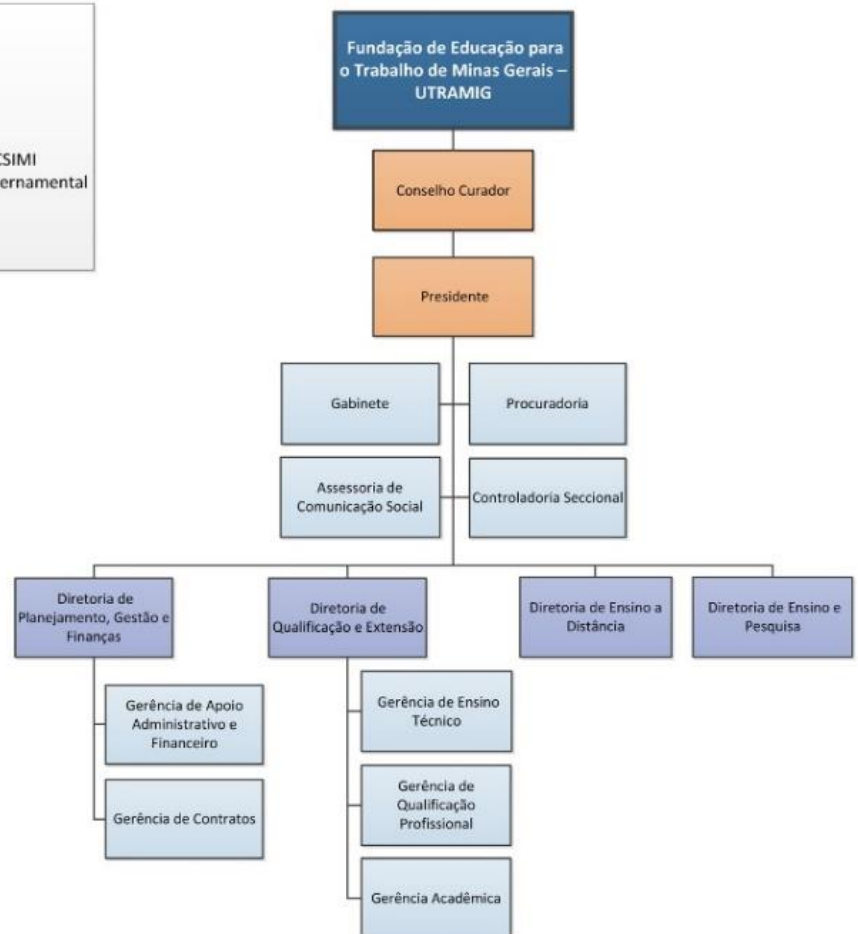 CSIMI
ernamental
Fundação de Educação para
o Trabalho de Minas Gerais –
UTRAMIG
Conselho Curador
Presidente
Gabinete
Procuradoria
Assessoria de
Comunicação Social
Controladoria Seccional
Diretoria de
Planejamento, Gestão e
Finanças
Diretoria de
Qualificação e Extensão
Diretoria de Ensino a
Distância
Diretoria de Ensino e
Pesquisa
Gerência de Apoio
Administrativo e
Financeiro
Gerência de Contratos
Gerência de Ensino
Técnico
Gerência de
Qualificação
Profissional
Gerência Acadêmica